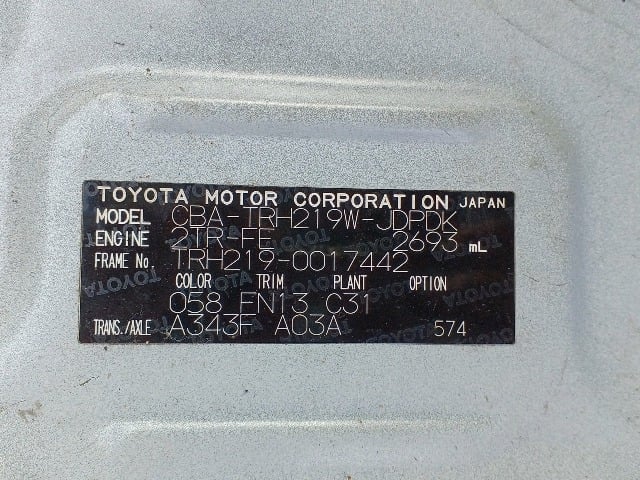 TOYOTA MOTOR CORPORATION JAPAN
MODEL CBA-TRH219W-JDPDK
ENGINE 2TR-FE 2693 mL
FRAME No. TRH219-0017442
COLOR TRIM PLANT OPTION
058 FN13 C31
TRANS./AXLE A343F A03A 574